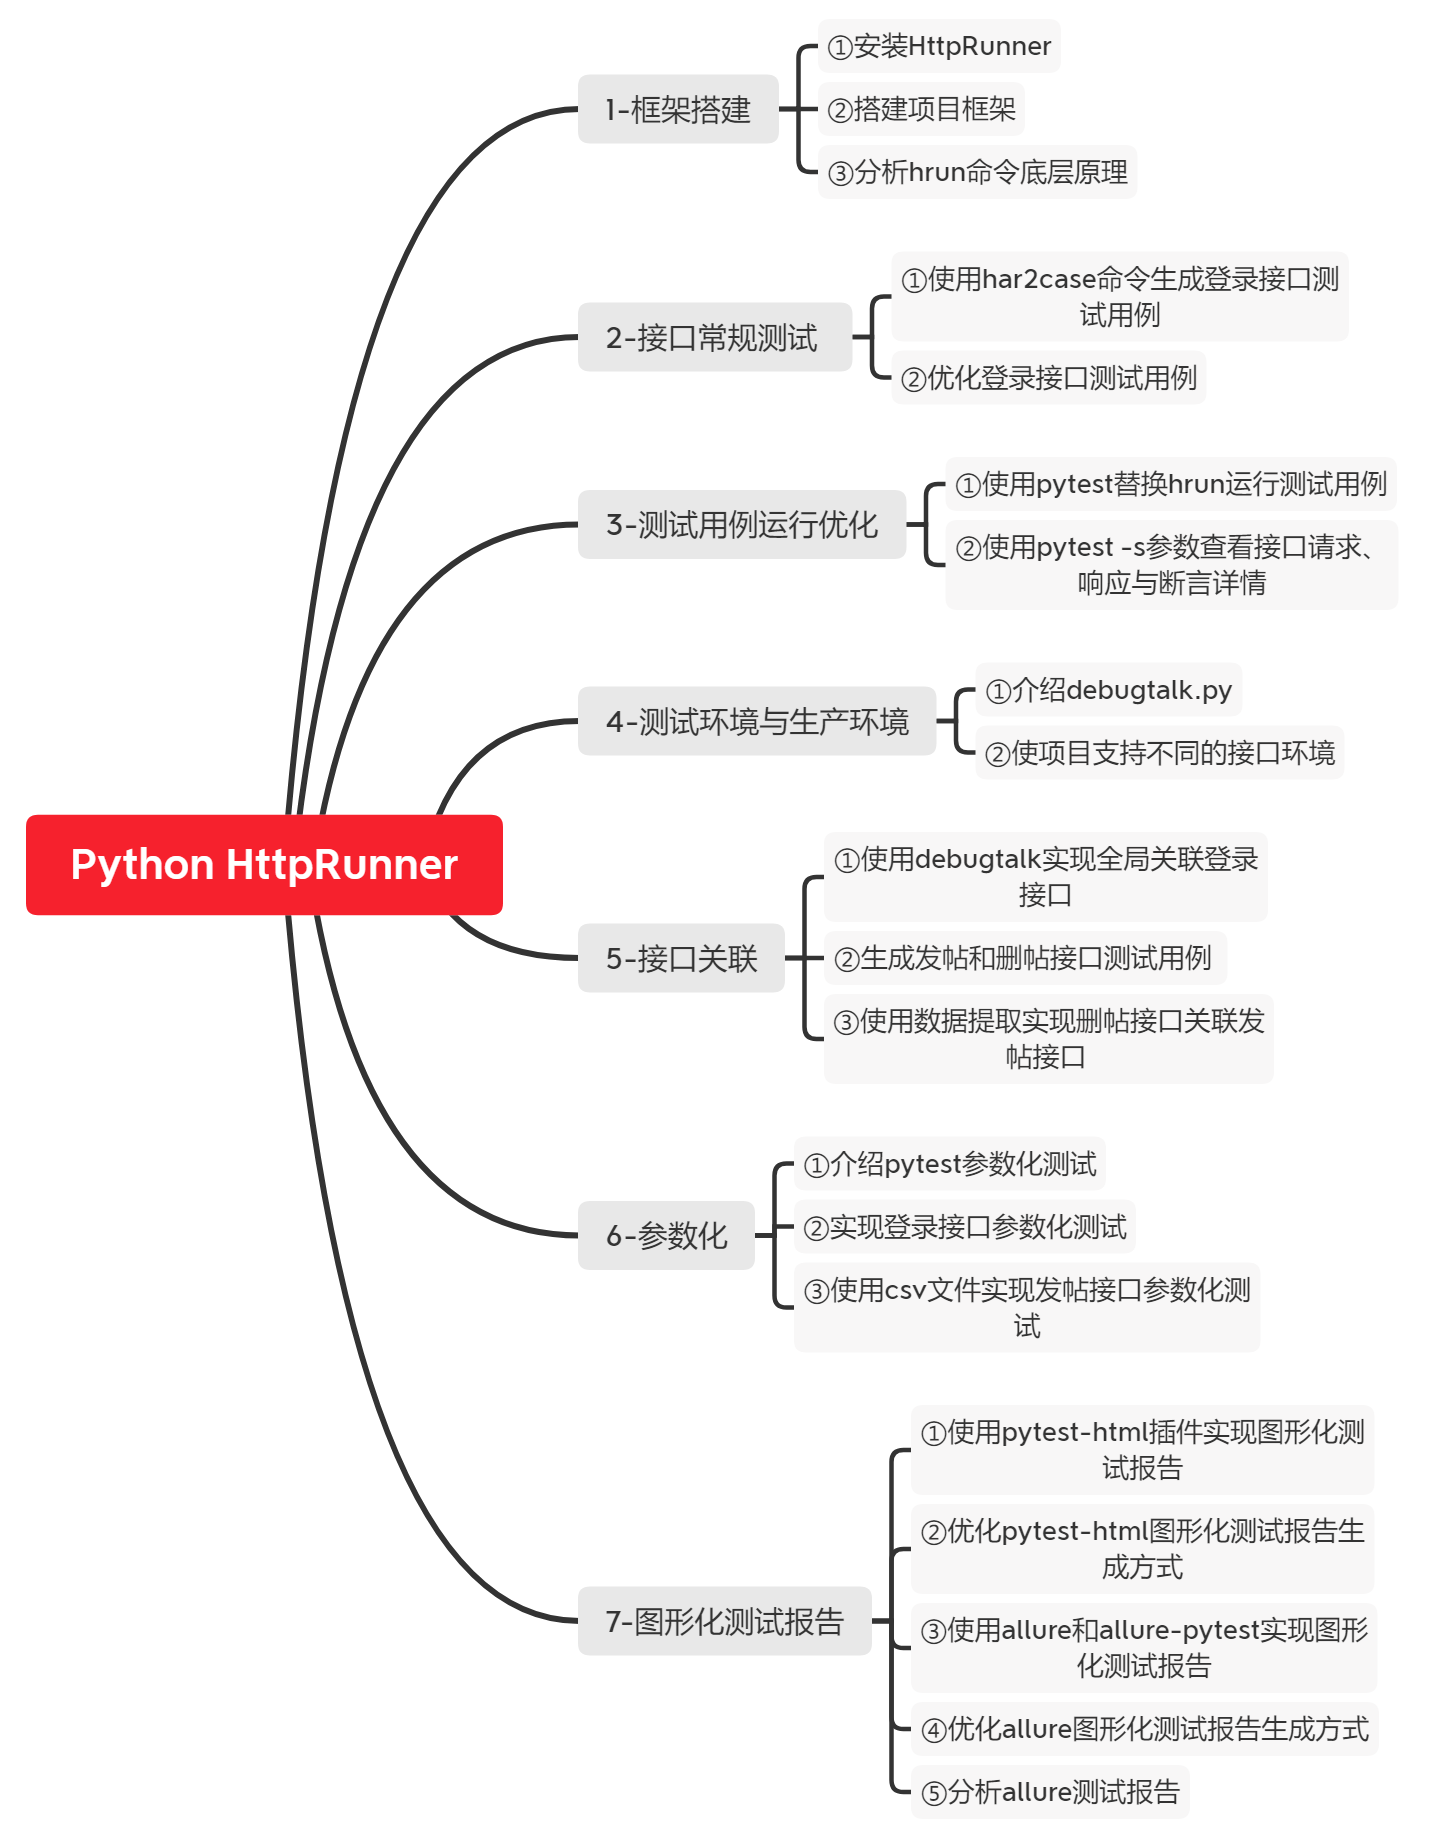 Python HttpRunner
1-框架搭建
①安装HttpRunner
②搭建项目框架
③分析hrun命令底层原理
2-接口常规测试
①使用har2case命令生成登录接口测
试用例
②优化登录接口测试用例
3-测试用例运行优化
①使用pytest替换hrun运行测试用例
②使用pytest -s参数查看接口请求、
响应与断言详情
4-测试环境与生产环境
①介绍debugtalk.py
②使项目支持不同的接口环境
5-接口关联
①使用debugtalk实现全局关联登录
接口
②生成发帖和删帖接口测试用例
③使用数据提取实现删帖接口关联发
帖接口
6-参数化
①介绍pytest参数化测试
②实现登录接口参数化测试
③使用csv文件实现发帖接口参数化测
试
7-图形化测试报告
①使用pytest-html插件实现图形化测
试报告
②优化pytest-html图形化测试报告生
成方式
③使用allure和allure-pytest实现图形
化测试报告
④优化allure图形化测试报告生成方式
⑤分析allure测试报告